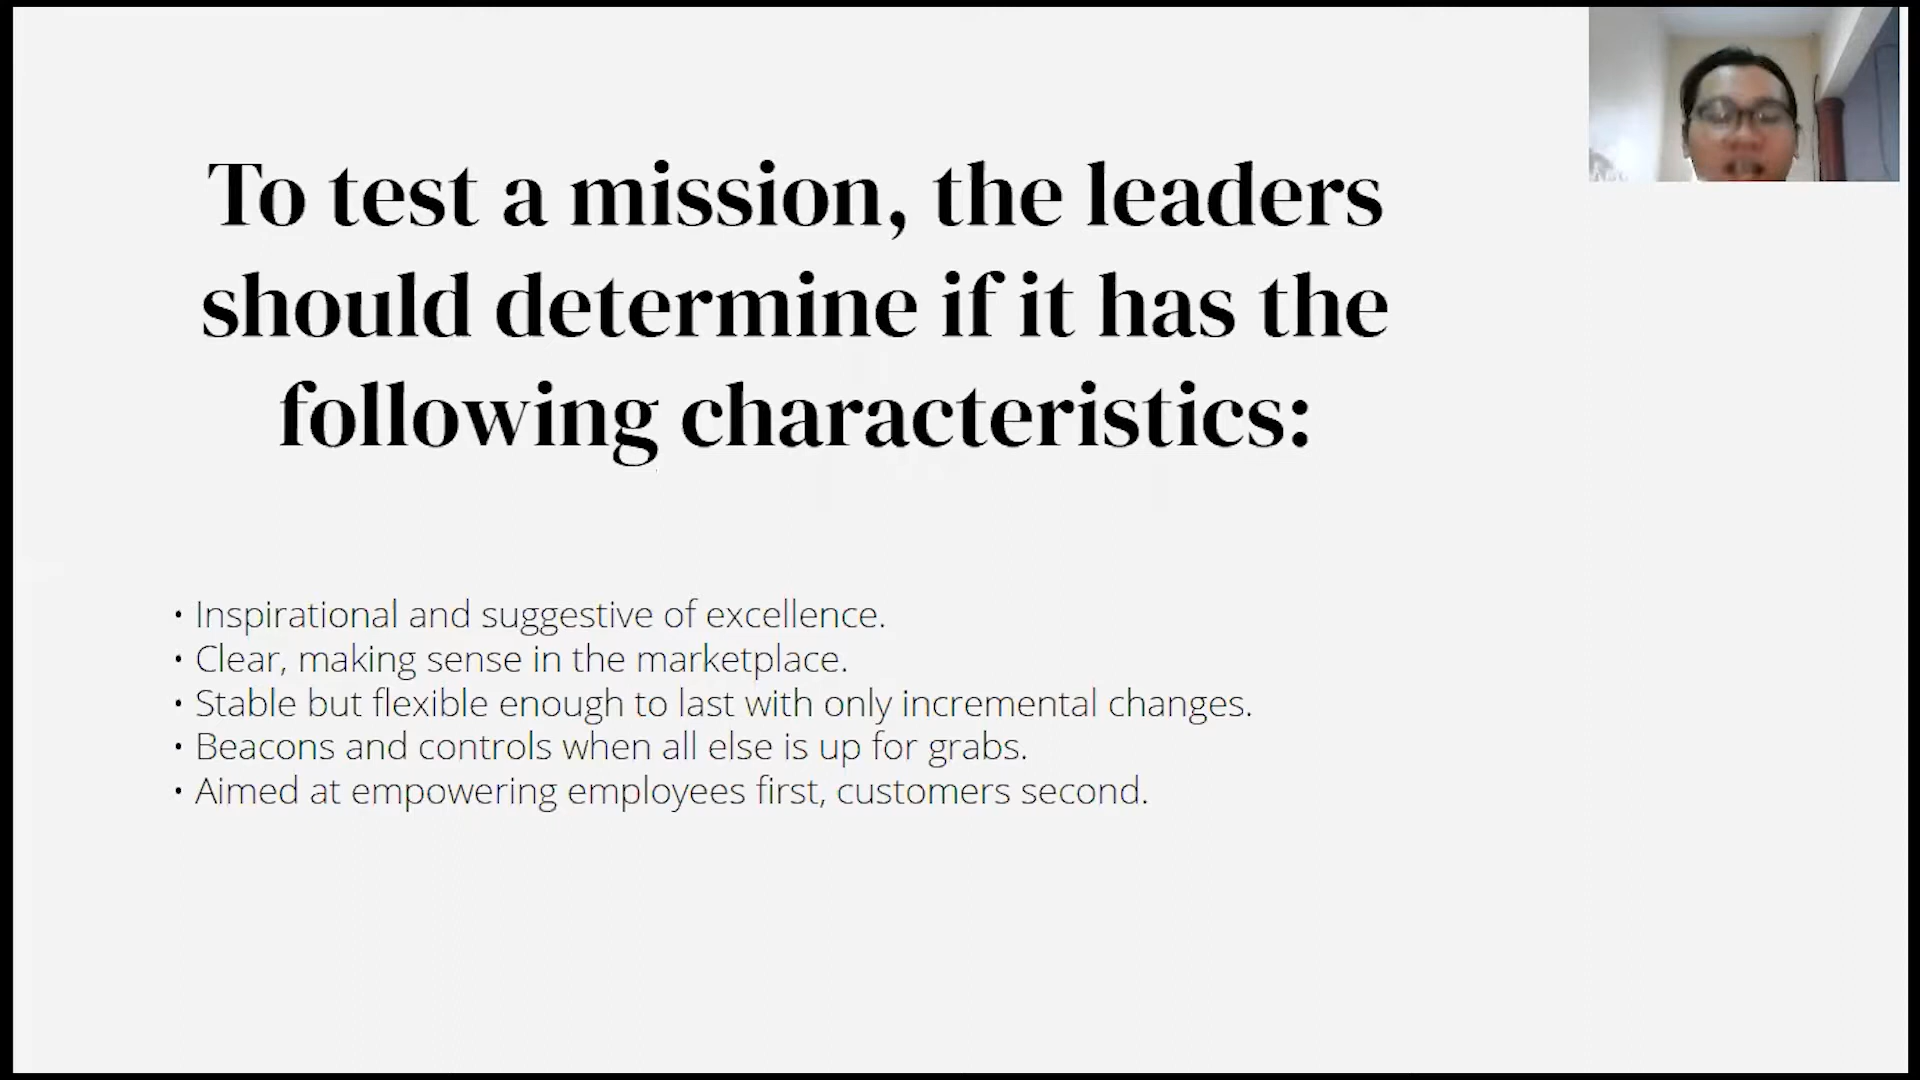 To test a mission, the leaders
should determine if it has the
following characteristics:
• Inspirational and suggestive of excellence.
• Clear, making sense in the marketplace.
• Stable but flexible enough to last with only incremental changes.
• Beacons and controls when all else is up for grabs.
• Aimed at empowering employees first, customers second.